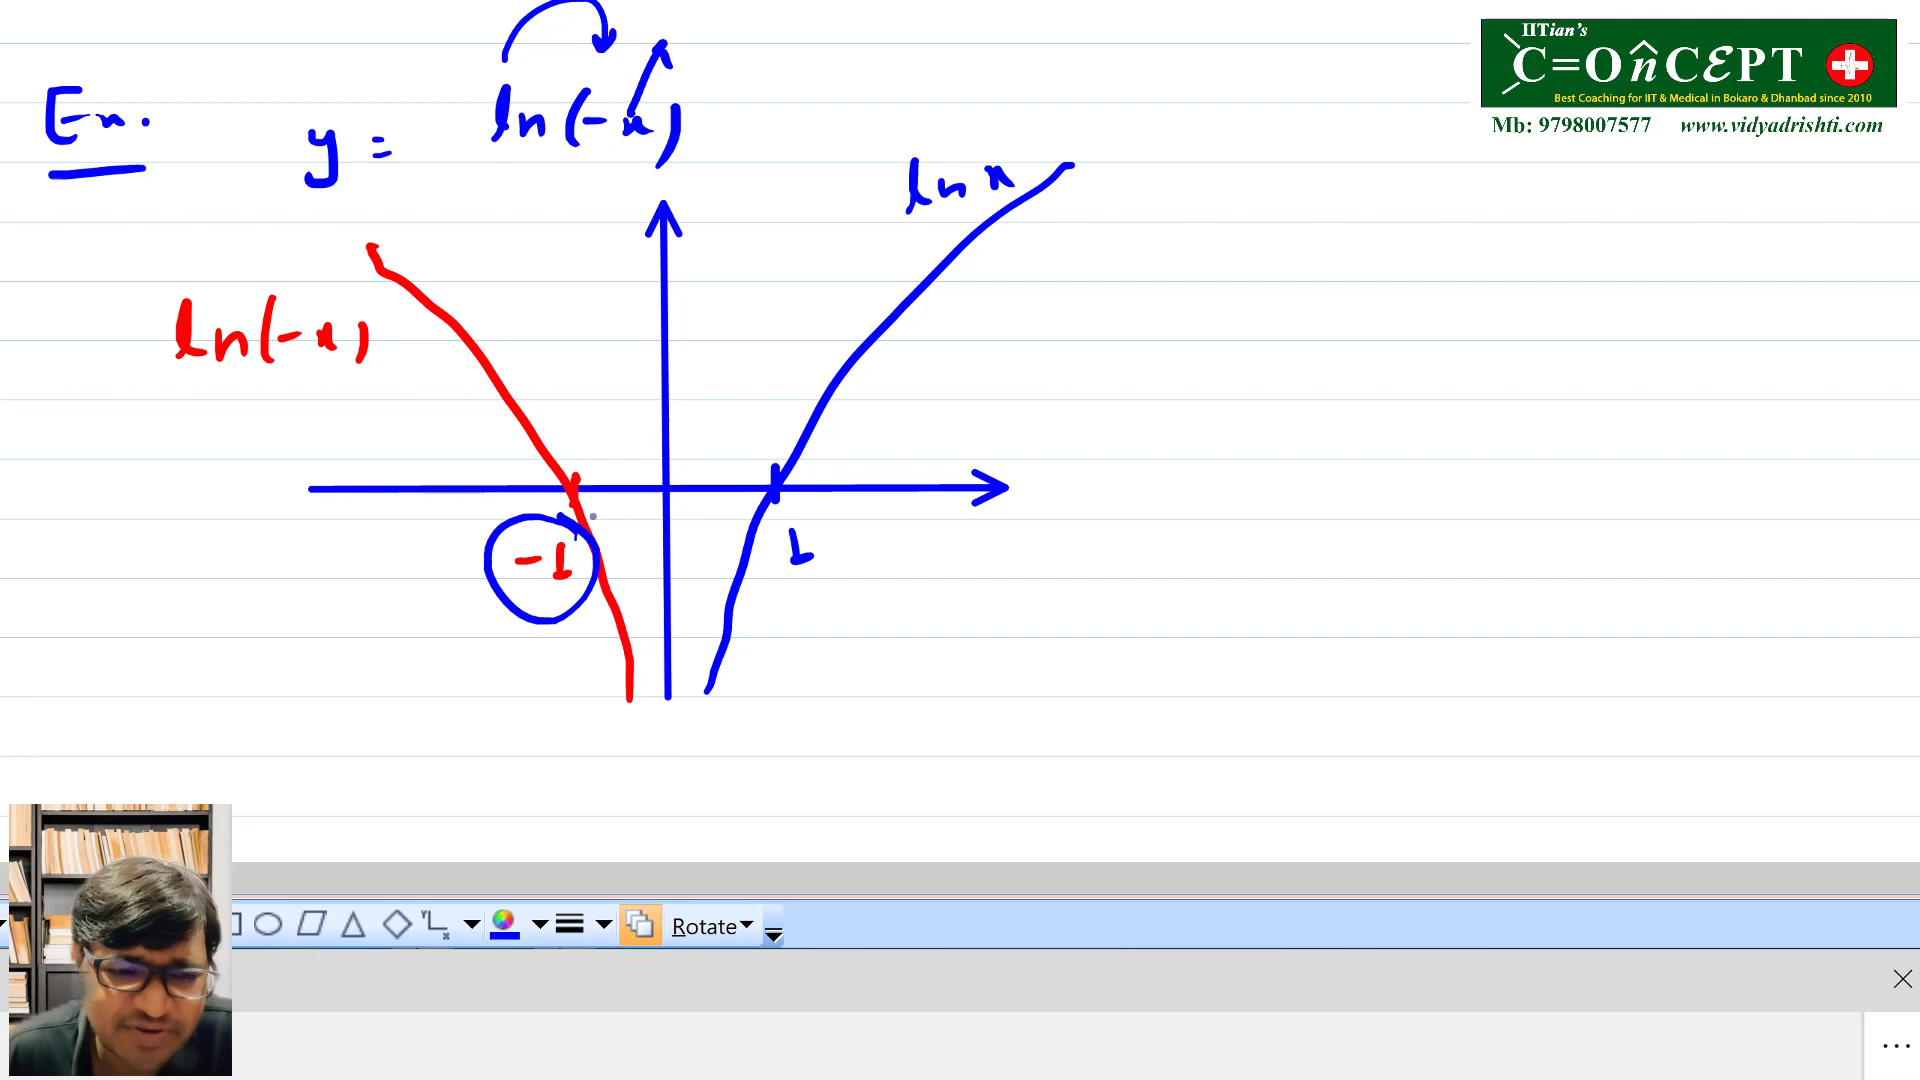 IITian's
C=OnCEPT
Best Coaching for IIT & Medical in Bokaro & Dhanbad since 2010
Mb: 9798007577 www.vidyadrishti.com
Ex.
y = ln(-x)
ln x
ln(-x)
-1
1
Rotate